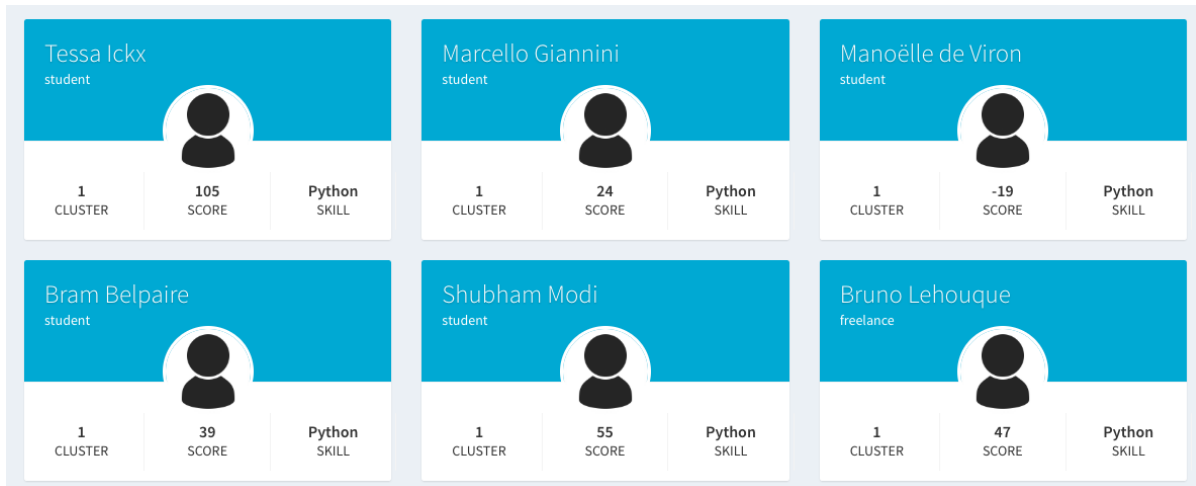 Tessa Ickx
student
1
CLUSTER
105
SCORE
Python
SKILL
Marcello Giannini
student
1
CLUSTER
24
SCORE
Python
SKILL
Manoëlle de Viron
student
1
CLUSTER
-19
SCORE
Python
SKILL
Bram Belpaire
student
1
CLUSTER
39
SCORE
Python
SKILL
Shubham Modi
student
1
CLUSTER
55
SCORE
Python
SKILL
Bruno Lehouque
freelance
1
CLUSTER
47
SCORE
Python
SKILL